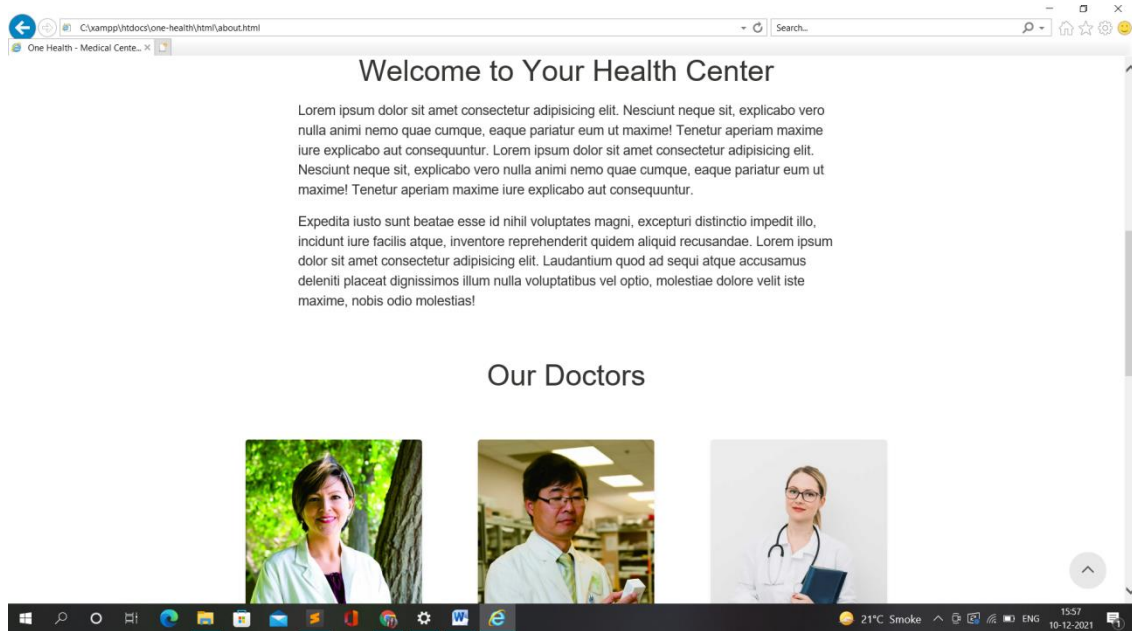 C:\xampp\htdocs\one-health\html\about.html
Search...
One Health - Medical Cente...
Welcome to Your Health Center
Lorem ipsum dolor sit amet consectetur adipisicing elit. Nesciunt neque sit, explicabo vero
nulla animi nemo quae cumque, eaque pariatur eum ut maxime! Tenetur aperiam maxime
iure explicabo aut consequuntur. Lorem ipsum dolor sit amet consectetur adipisicing elit.
Nesciunt neque sit, explicabo vero nulla animi nemo quae cumque, eaque pariatur eum ut
maxime! Tenetur aperiam maxime iure explicabo aut consequuntur.
Expedita iusto sunt beatae esse id nihil voluptates magni, excepturi distinctio impedit illo,
incidunt iure facilis atque, inventore reprehenderit quidem aliquid recusandae. Lorem ipsum
dolor sit amet consectetur adipisicing elit. Laudantium quod ad sequi atque accusamus
deleniti placeat dignissimos illum nulla voluptatibus vel optio, molestiae dolore velit iste
maxime, nobis odio molestias!
Our Doctors
21°C Smoke
ENG
15:57
10-12-2021